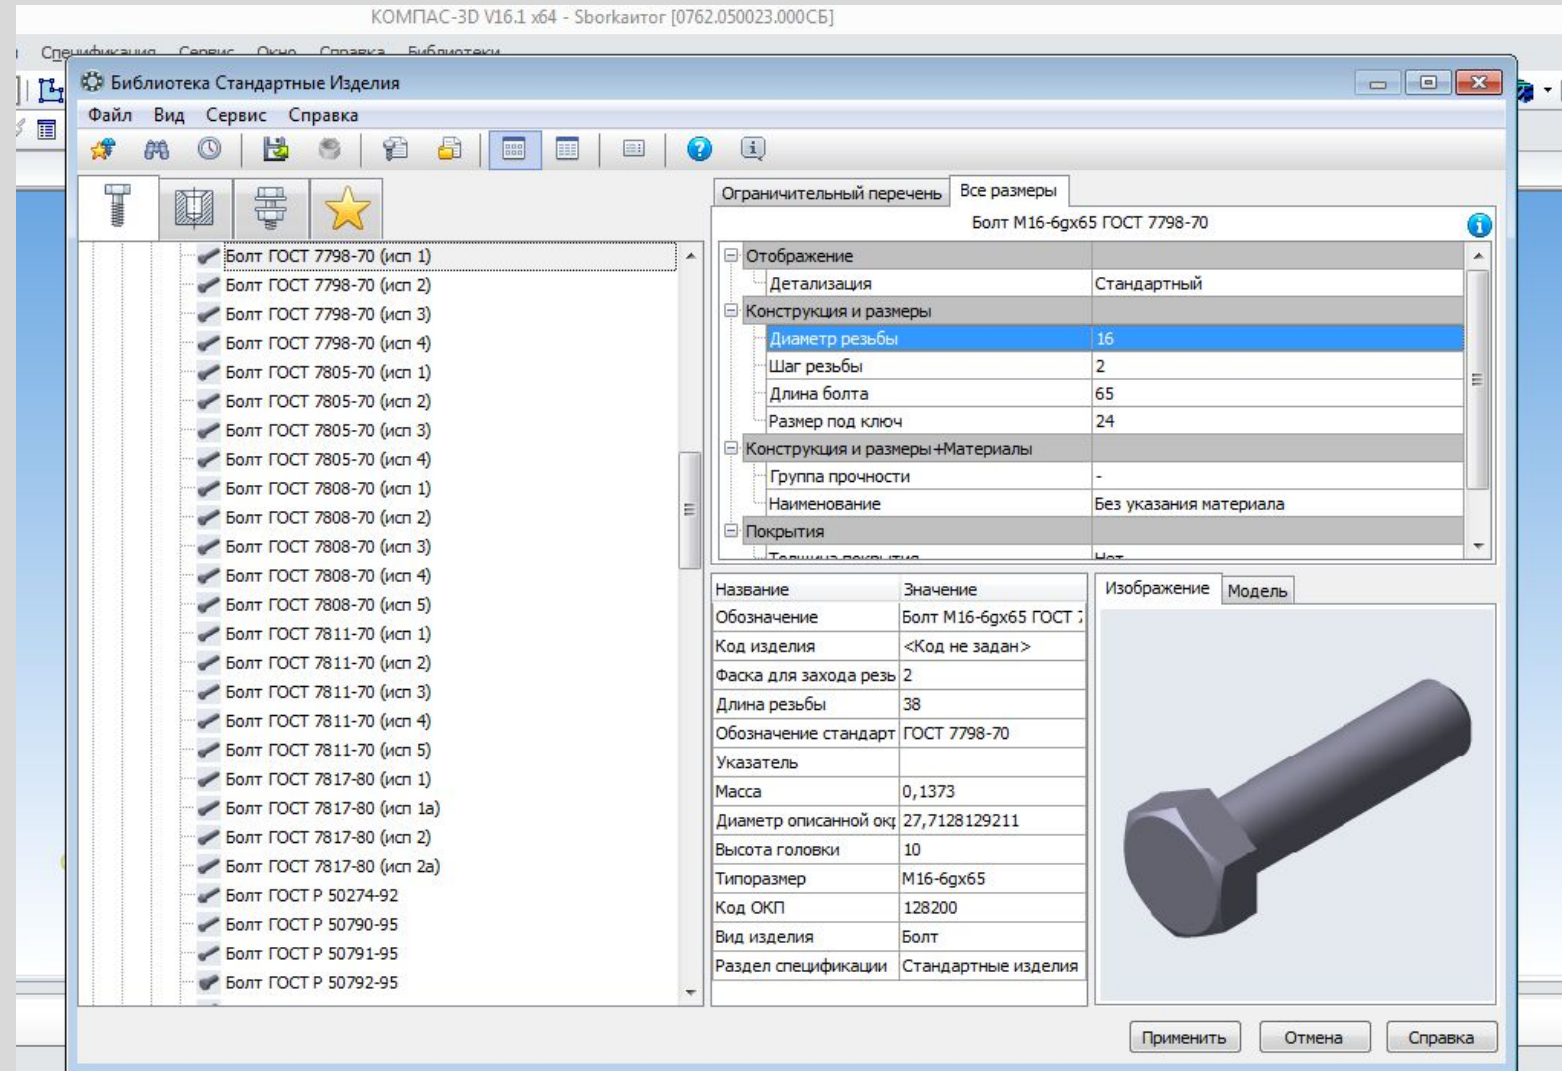 КОМПАС-3D V16.1 x64 - Sborkaитог [0762.050023.000СБ]
Спецификация Сервис Окно Справка Библиотеки
Библиотека Стандартные Изделия
Файл Вид Сервис Справка
Болт ГОСТ 7798-70 (исп 1)
Болт ГОСТ 7798-70 (исп 2)
Болт ГОСТ 7798-70 (исп 3)
Болт ГОСТ 7798-70 (исп 4)
Болт ГОСТ 7805-70 (исп 1)
Болт ГОСТ 7805-70 (исп 2)
Болт ГОСТ 7805-70 (исп 3)
Болт ГОСТ 7805-70 (исп 4)
Болт ГОСТ 7808-70 (исп 1)
Болт ГОСТ 7808-70 (исп 2)
Болт ГОСТ 7808-70 (исп 3)
Болт ГОСТ 7808-70 (исп 4)
Болт ГОСТ 7808-70 (исп 5)
Болт ГОСТ 7811-70 (исп 1)
Болт ГОСТ 7811-70 (исп 2)
Болт ГОСТ 7811-70 (исп 3)
Болт ГОСТ 7811-70 (исп 4)
Болт ГОСТ 7811-70 (исп 5)
Болт ГОСТ 7817-80 (исп 1)
Болт ГОСТ 7817-80 (исп 1а)
Болт ГОСТ 7817-80 (исп 2)
Болт ГОСТ 7817-80 (исп 2а)
Болт ГОСТ Р 50274-92
Болт ГОСТ Р 50790-95
Болт ГОСТ Р 50791-95
Болт ГОСТ Р 50792-95
Ограничительный перечень Все размеры
Болт М16-6gx65 ГОСТ 7798-70
Отображение
Детализация Стандартный
Конструкция и размеры
Диаметр резьбы 16
Шаг резьбы 2
Длина болта 65
Размер под ключ 24
Конструкция и размеры+Материалы
Группа прочности -
Наименование Без указания материала
Покрытия
Толщина покрытия Нет
Название Значение
Обозначение Болт М16-6gx65 ГОСТ 7
Код изделия <Код не задан>
Фаска для захода резь 2
Длина резьбы 38
Обозначение стандарт ГОСТ 7798-70
Указатель
Масса 0,1373
Диаметр описанной окр 27,7128129211
Высота головки 10
Типоразмер М16-6gx65
Код ОКП 128200
Вид изделия Болт
Раздел спецификации Стандартные изделия
Изображение Модель
Применить Отмена Справка